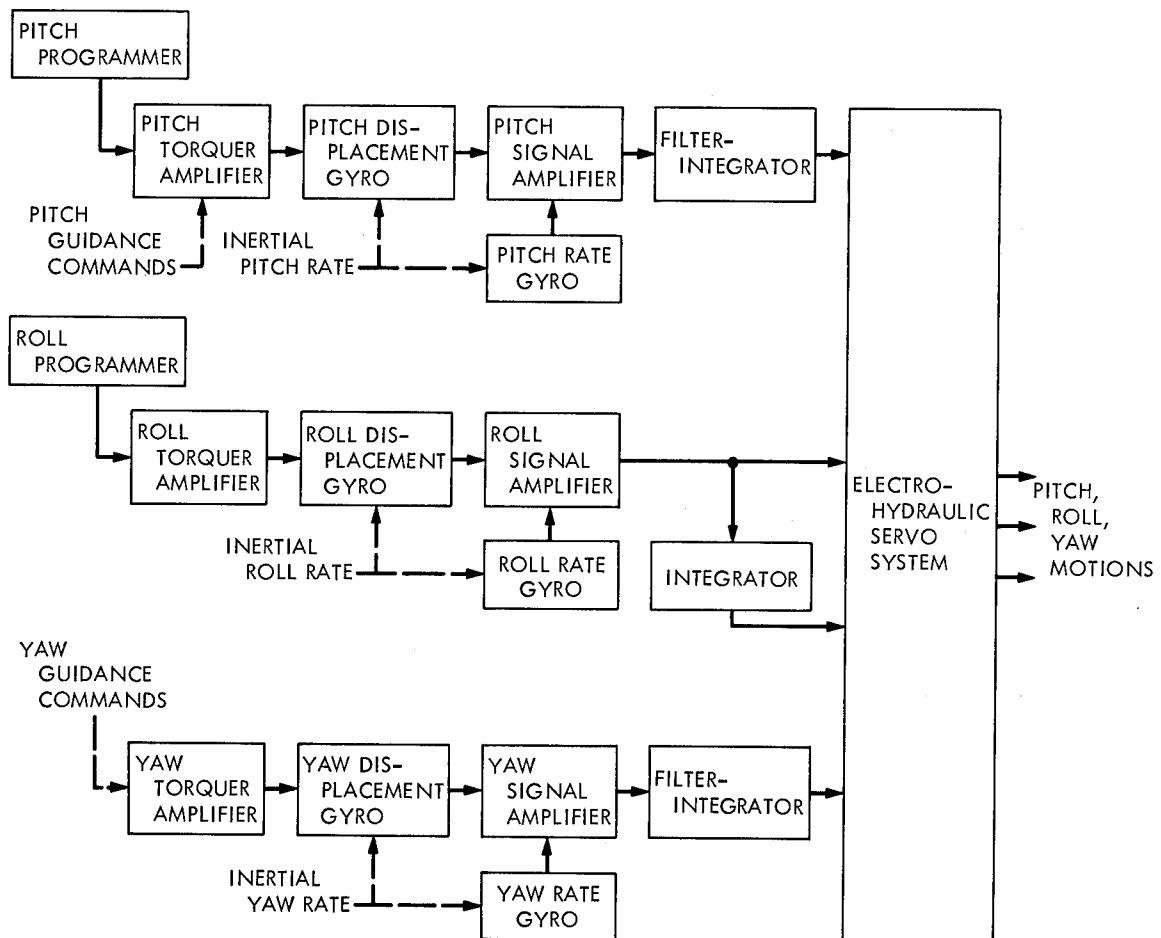 PITCH
PROGRAMMER
PITCH
TORQUER
AMPLIFIER
PITCH DIS-
PLACEMENT
GYRO
PITCH
SIGNAL
AMPLIFIER
FILTER-
INTEGRATOR
PITCH
GUIDANCE
COMMANDS
INERTIAL
PITCH RATE
PITCH RATE
GYRO
ROLL
PROGRAMMER
ROLL
TORQUER
AMPLIFIER
ROLL DIS-
PLACEMENT
GYRO
ROLL
SIGNAL
AMPLIFIER
INERTIAL
ROLL RATE
ROLL RATE
GYRO
INTEGRATOR
ELECTRO-
HYDRAULIC
SERVO
SYSTEM
PITCH,
ROLL,
YAW
MOTIONS
YAW
GUIDANCE
COMMANDS
YAW
TORQUER
AMPLIFIER
YAW DIS-
PLACEMENT
GYRO
YAW
SIGNAL
AMPLIFIER
FILTER-
INTEGRATOR
INERTIAL
YAW RATE
YAW RATE
GYRO